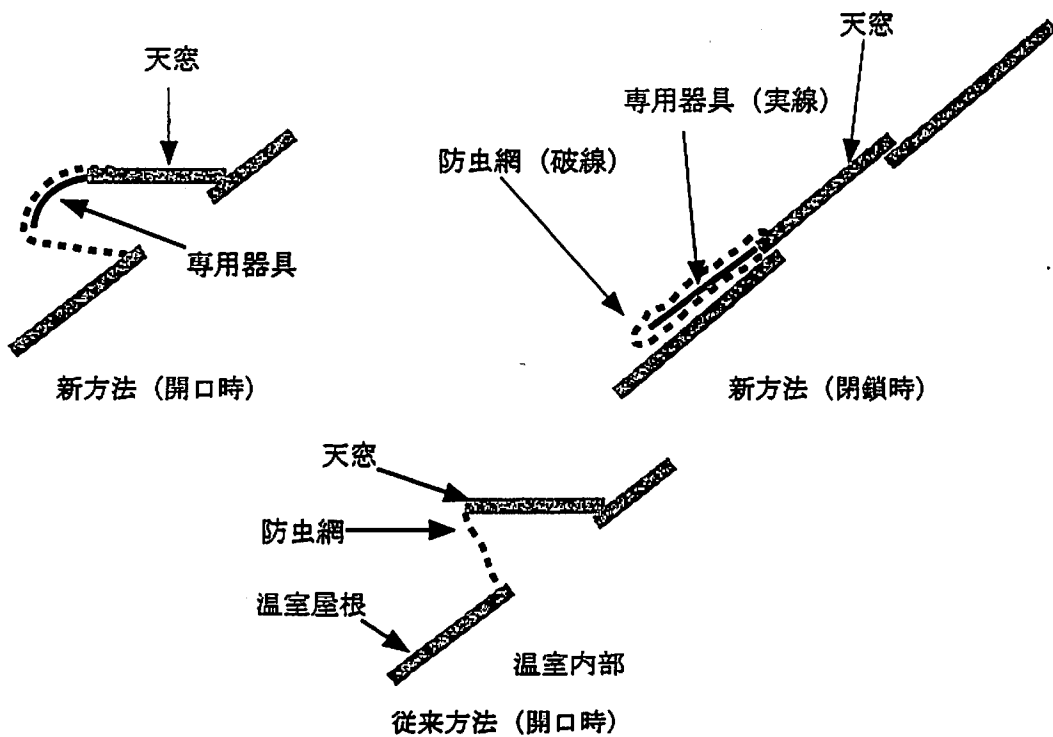 天窓
専用器具
新方法（開口時）
天窓
専用器具（実線）
防虫網（破線）
新方法（閉鎖時）
天窓
防虫網
温室屋根
温室内部
従来方法（開口時）